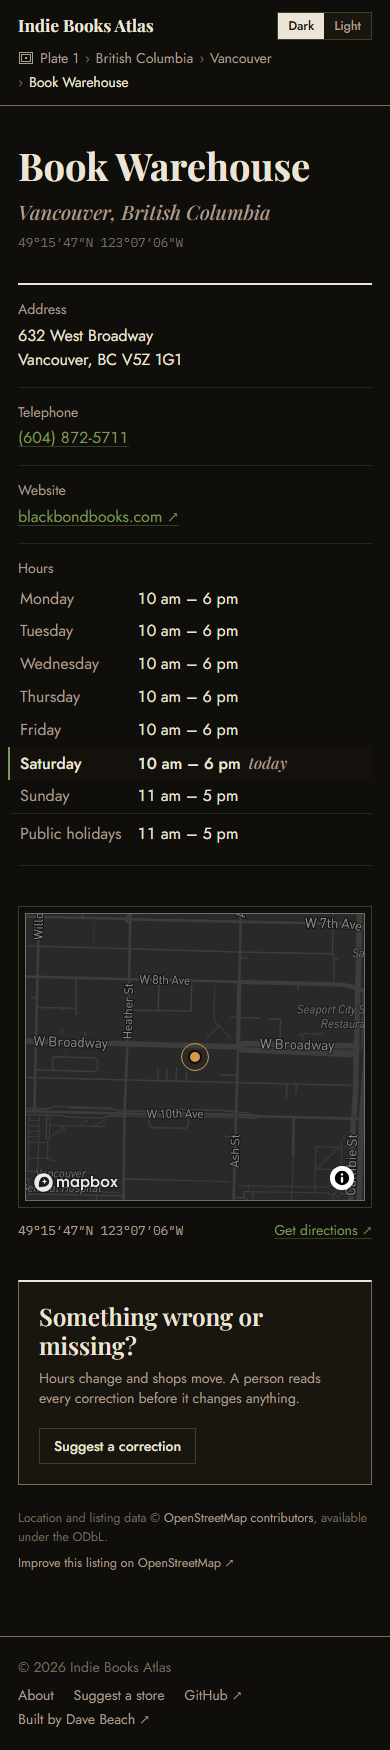 Indie Books Atlas
Dark Light
Plate 1 › British Columbia › Vancouver
› Book Warehouse
Book Warehouse
Vancouver, British Columbia
49°15′47″N 123°07′06″W
Address
632 West Broadway
Vancouver, BC V5Z 1G1
Telephone
(604) 872-5711
Website
blackbondbooks.com ↗
Hours
Monday 10 am – 6 pm
Tuesday 10 am – 6 pm
Wednesday 10 am – 6 pm
Thursday 10 am – 6 pm
Friday 10 am – 6 pm
Saturday 10 am – 6 pm today
Sunday 11 am – 5 pm
Public holidays 11 am – 5 pm
W 7th Ave
W 8th Ave
Heather St
Seaport City S
Restaura
W Broadway
W Broadway
W 10th Ave
Ash St
Vancouver
Hospital
mapbox
49°15′47″N 123°07′06″W
Get directions ↗
Something wrong or
missing?
Hours change and shops move. A person reads
every correction before it changes anything.
Suggest a correction
Location and listing data © OpenStreetMap contributors, available
under the ODbL.
Improve this listing on OpenStreetMap ↗
© 2026 Indie Books Atlas
About Suggest a store GitHub ↗
Built by Dave Beach ↗